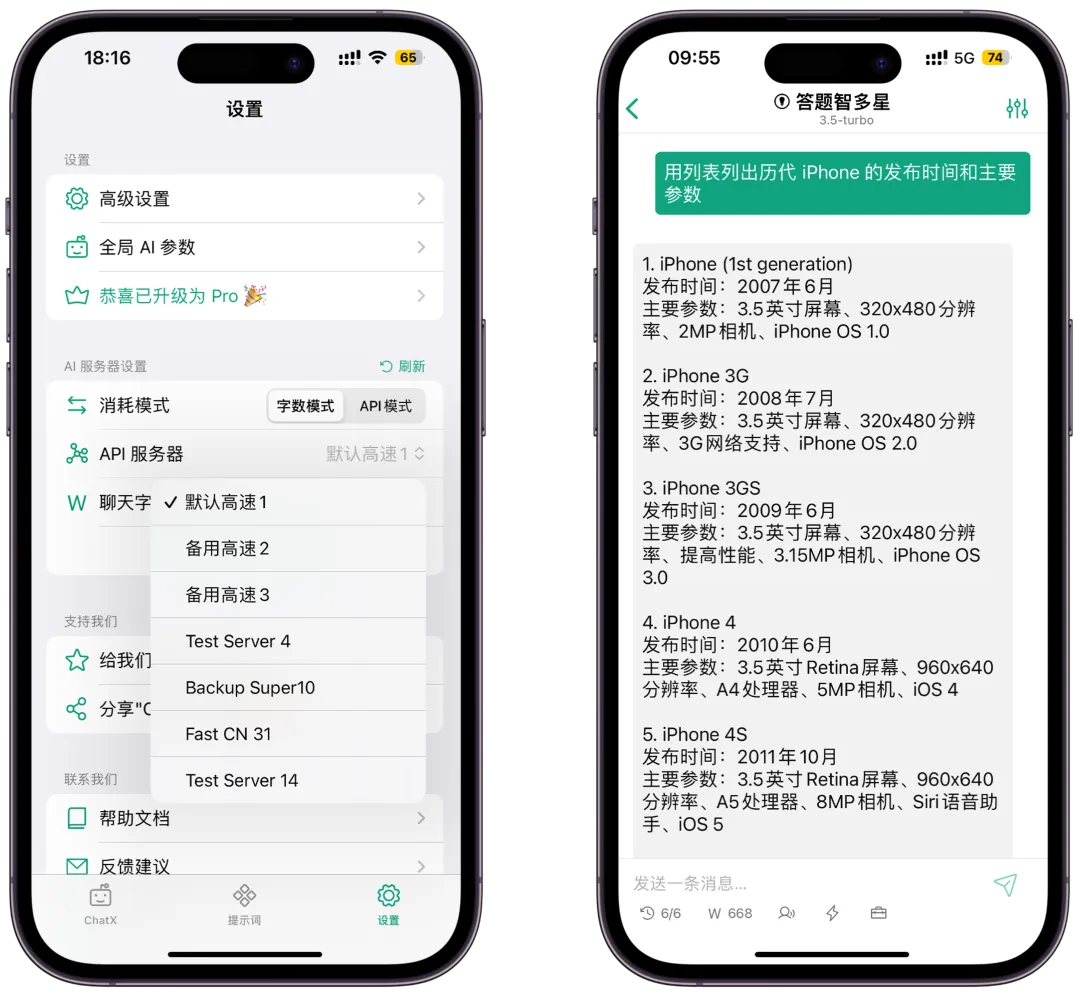 18:16
65
设置
设置
高级设置
全局 AI 参数
恭喜已升级为 Pro 🎉
AI 服务器设置
刷新
消耗模式
字数模式
API 模式
API 服务器
默认高速1
W 聊天字
✓ 默认高速1
备用高速2
备用高速3
Test Server 4
Backup Super10
Fast CN 31
Test Server 14
支持我们
给我们
分享"C
联系我们
帮助文档
反馈建议
ChatX
提示词
设置
09:55
5G
74
答题智多星
3.5-turbo
用列表列出历代 iPhone 的发布时间和主要
参数
1. iPhone (1st generation)
发布时间：2007年6月
主要参数：3.5英寸屏幕、320x480分辨
率、2MP相机、iPhone OS 1.0
2. iPhone 3G
发布时间：2008年7月
主要参数：3.5英寸屏幕、320x480分辨
率、3G网络支持、iPhone OS 2.0
3. iPhone 3GS
发布时间：2009年6月
主要参数：3.5英寸屏幕、320x480分辨
率、提高性能、3.15MP相机、iPhone OS
3.0
4. iPhone 4
发布时间：2010年6月
主要参数：3.5英寸Retina屏幕、960x640
分辨率、A4处理器、5MP相机、iOS 4
5. iPhone 4S
发布时间：2011年10月
主要参数：3.5英寸Retina屏幕、960x640
分辨率、A5处理器、8MP相机、Siri语音助
手、iOS 5
发送一条消息...
6/6
W 668